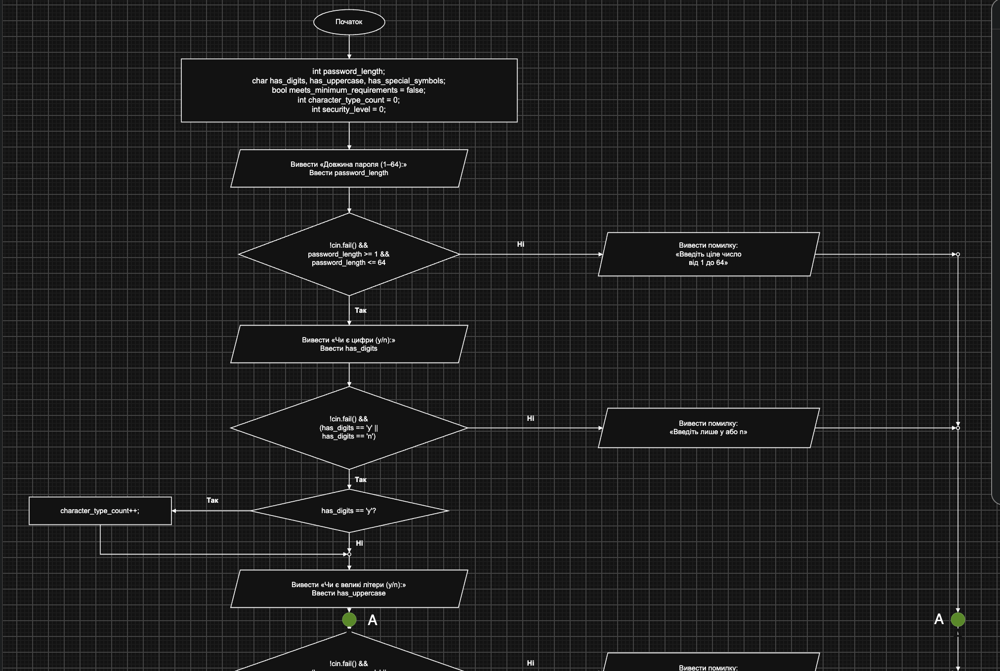 Початок
int password_length;
char has_digits, has_uppercase, has_special_symbols;
bool meets_minimum_requirements = false;
int character_type_count = 0;
int security_level = 0;
Вивести «Довжина пароля (1–64):»
Ввести password_length
!cin.fail() &&
password_length >= 1 &&
password_length <= 64
Ні
Вивести помилку:
«Введіть ціле число
від 1 до 64»
Так
Вивести «Чи є цифри (y/n):»
Ввести has_digits
!cin.fail() &&
(has_digits == 'y' ||
has_digits == 'n')
Ні
Вивести помилку:
«Введіть лише y або n»
Так
has_digits == 'y'?
Так
character_type_count++;
Ні
Вивести «Чи є великі літери (y/n):»
Ввести has_uppercase
A
A
!cin.fail() &&
Ні
Вивести помилку: